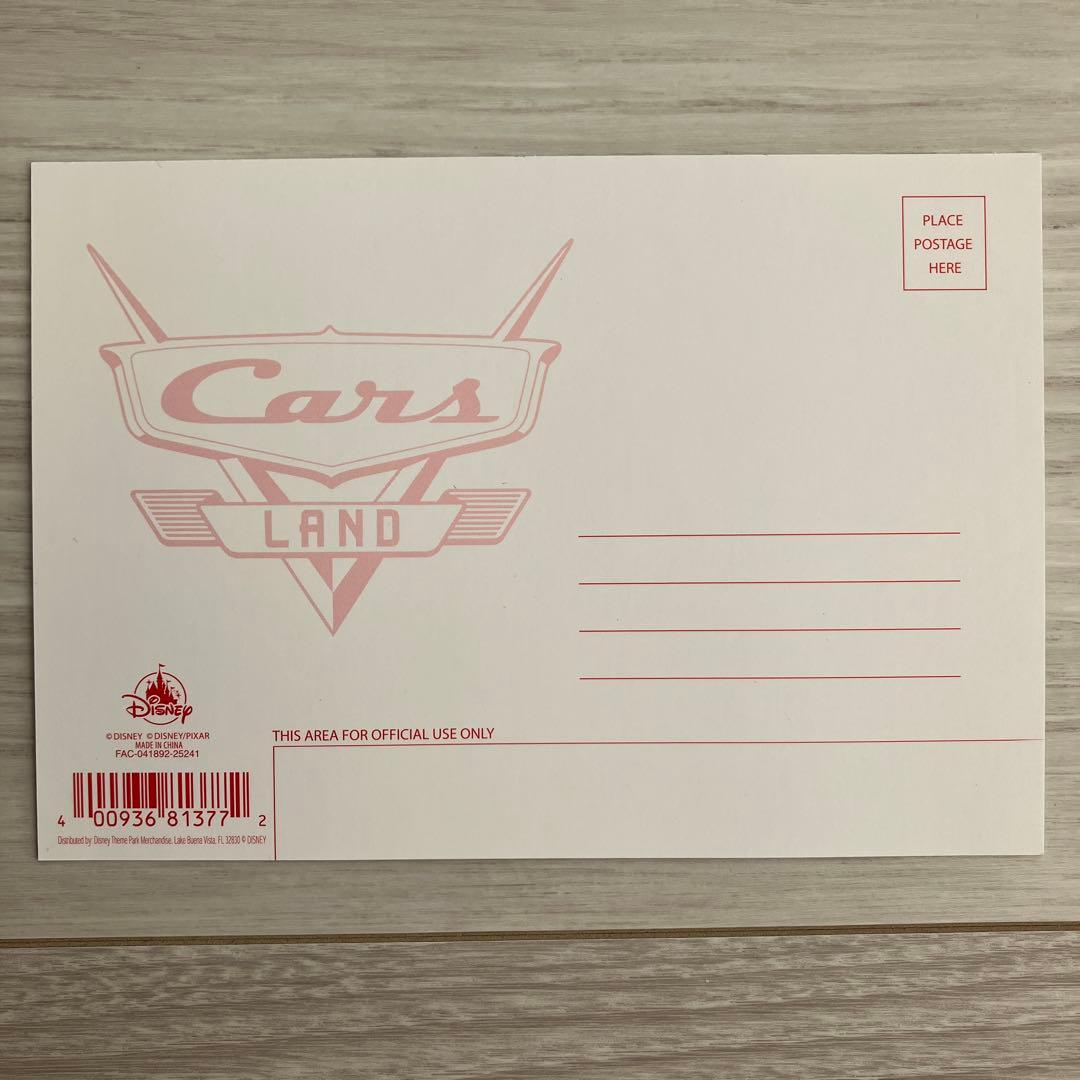 PLACE
POSTAGE
HERE
Cars
LAND
Disney
© DISNEY © DISNEY/PIXAR
MADE IN CHINA
FAC-041892-25241
4 00936 81377 2
Distributed by: Disney Theme Park Merchandise, Lake Buena Vista, FL 32830 © DISNEY
THIS AREA FOR OFFICIAL USE ONLY